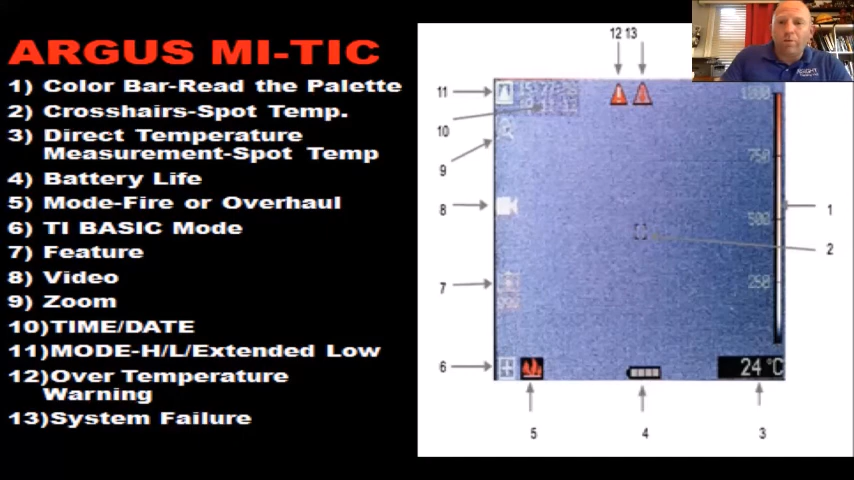 ARGUS MI-TIC
1) Color Bar-Read the Palette
2) Crosshairs-Spot Temp.
3) Direct Temperature
Measurement-Spot Temp
4) Battery Life
5) Mode-Fire or Overhaul
6) TI BASIC Mode
7) Feature
8) Video
9) Zoom
10)TIME/DATE
11)MODE-H/L/Extended Low
12)Over Temperature
Warning
13)System Failure
12 13
11
10
9
8
7
6
5
4
3
2
1
1000
750
500
250
24 °C